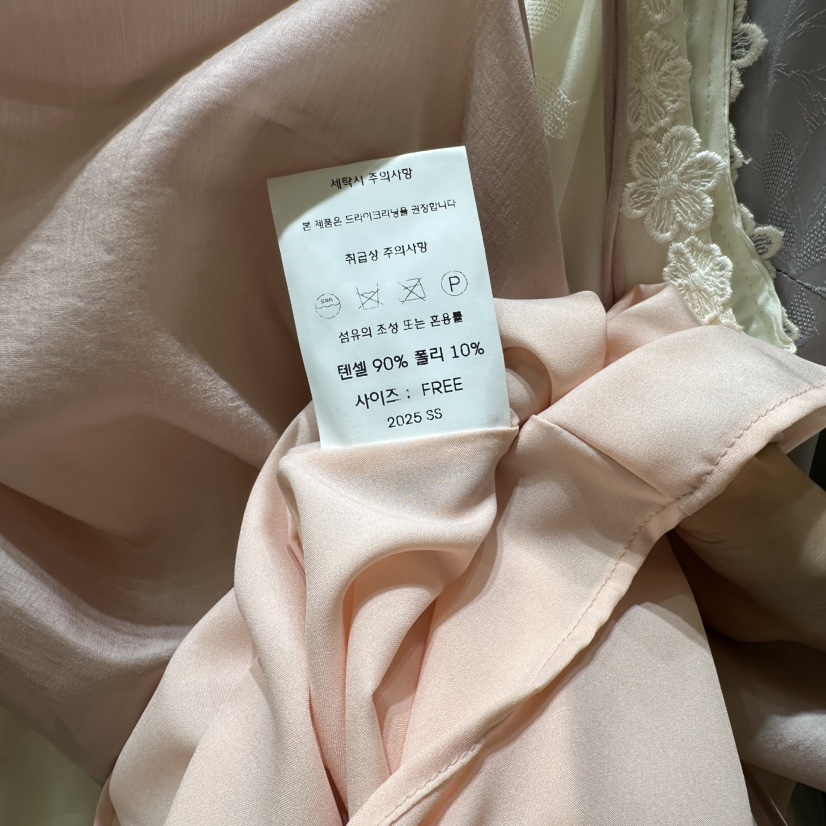 세탁시 주의사항
본 제품은 드라이크리닝을 권장합니다
취급상 주의사항
P
섬유의 조성 또는 혼용률
텐셀 90% 폴리 10%
사이즈 : FREE
2025 SS